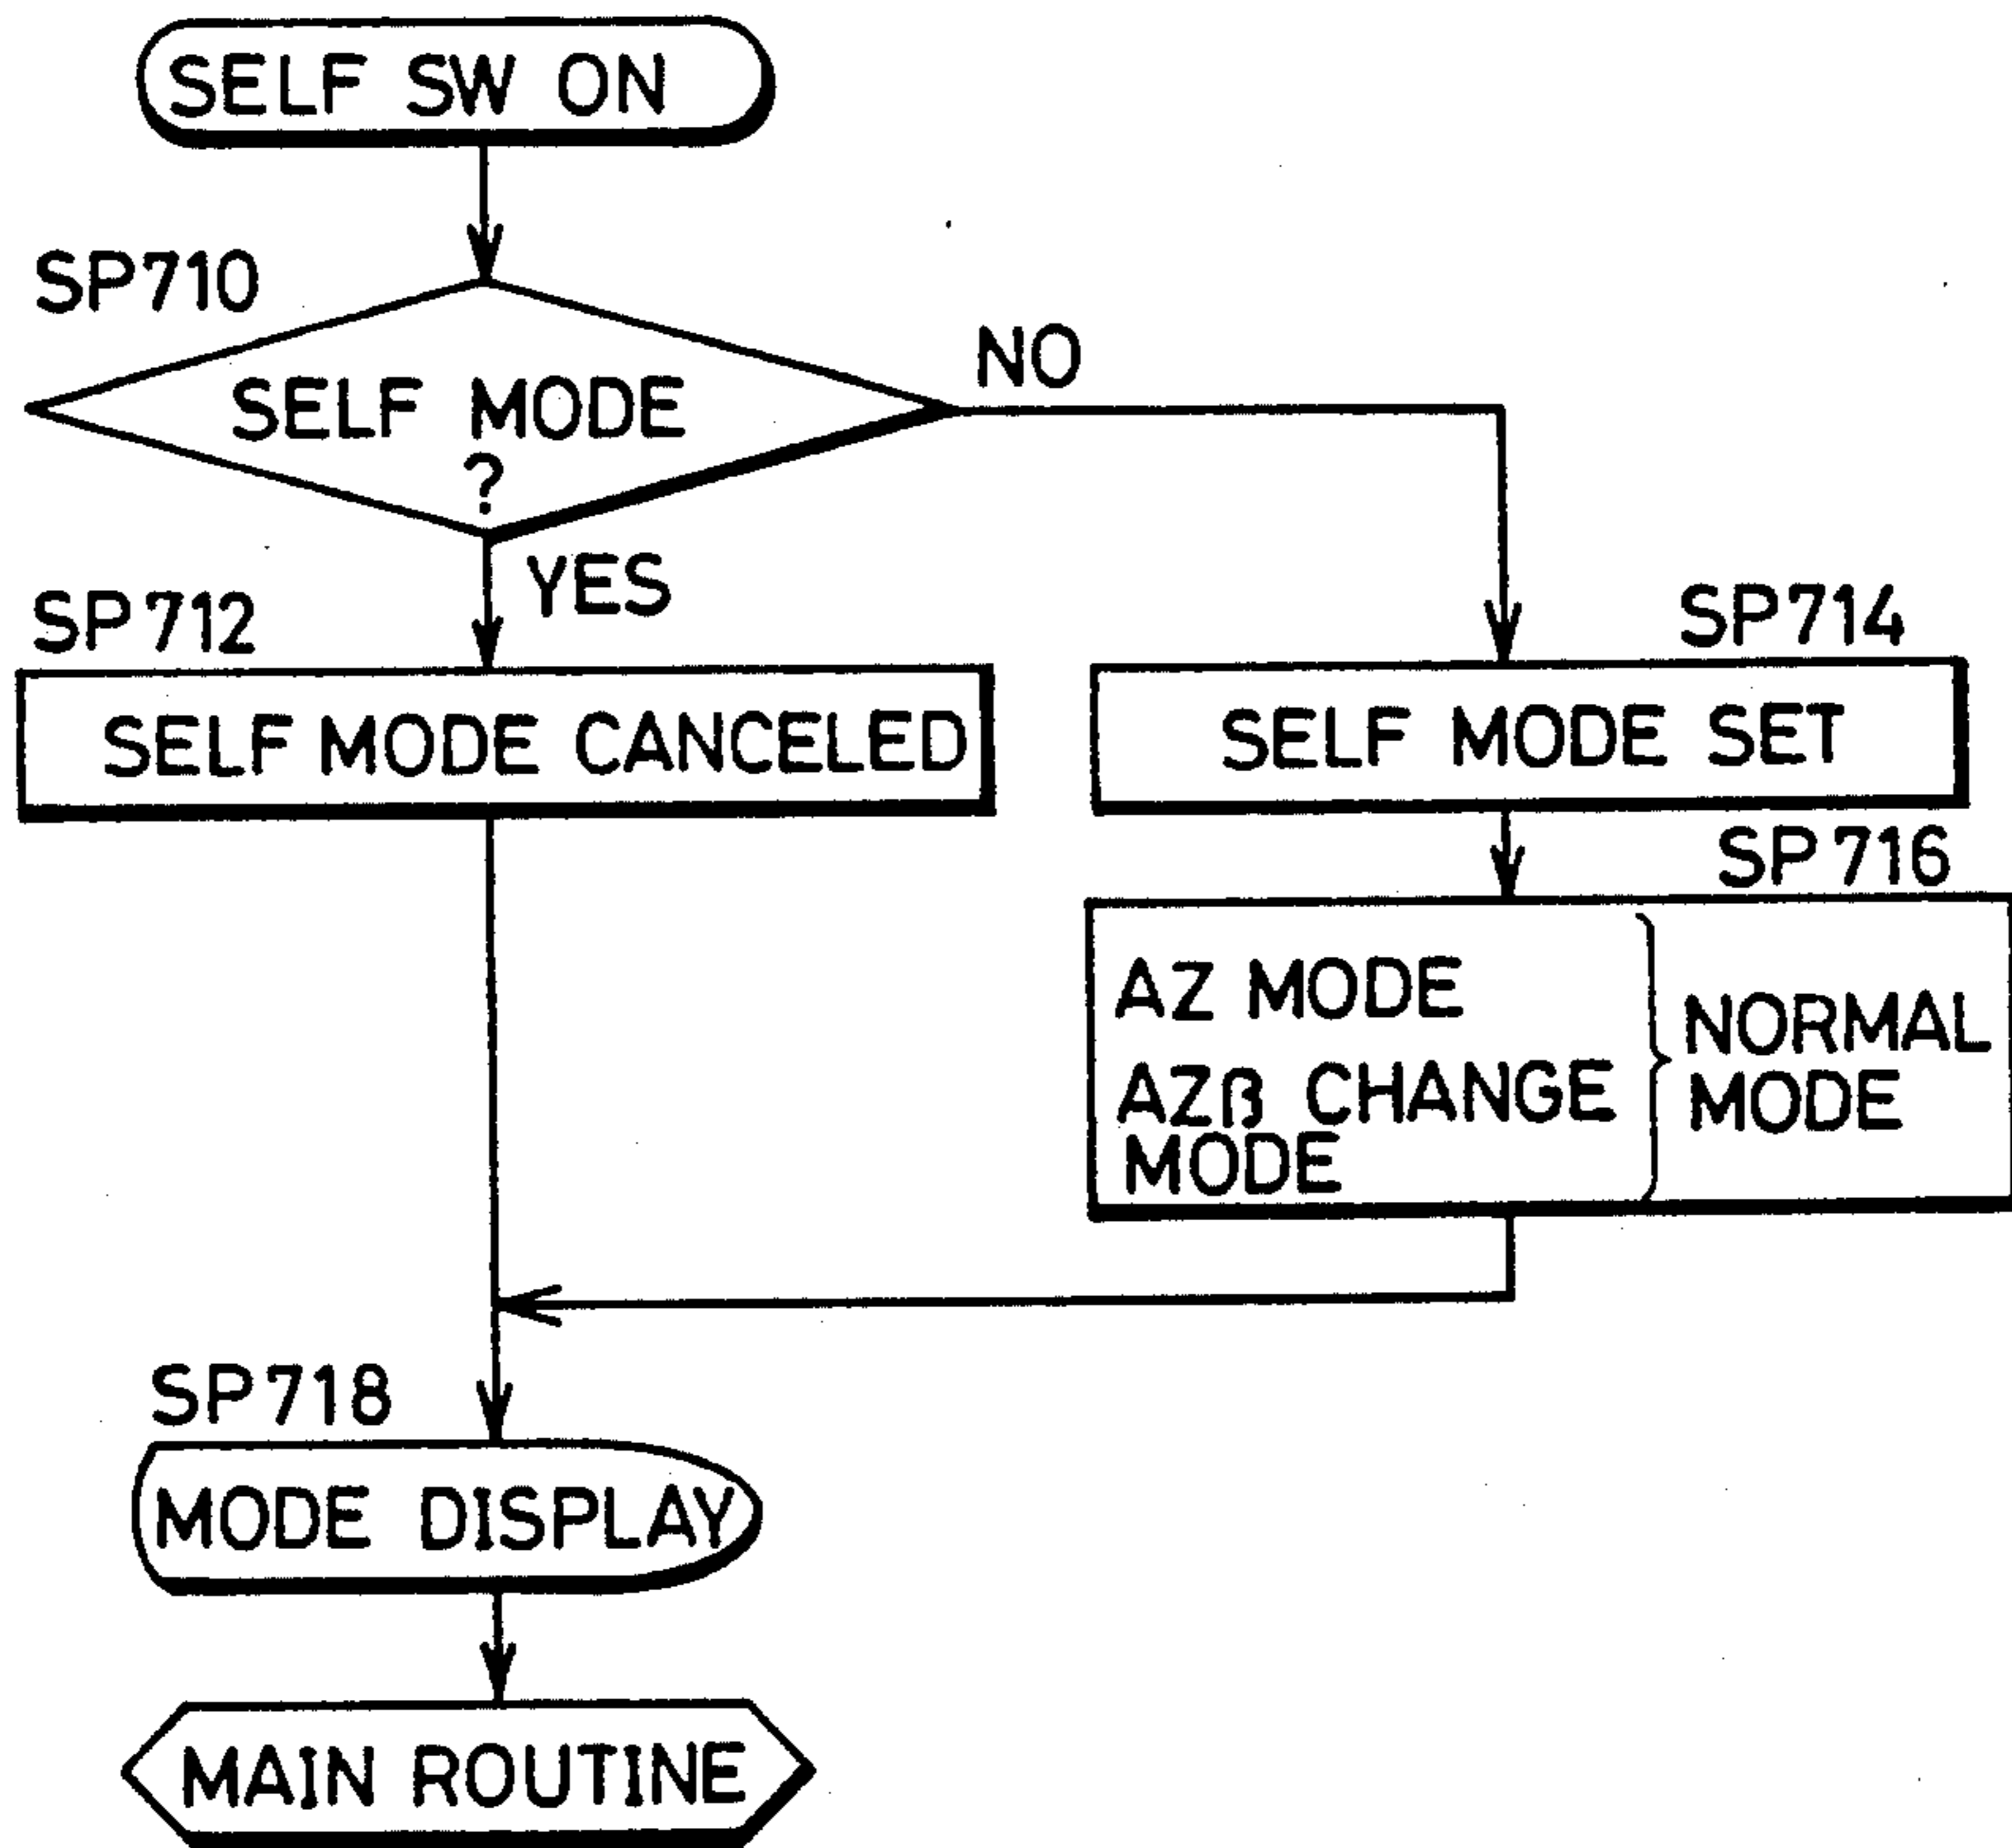 SELF SW ON
SP710
SELF MODE
?
NO
YES
SP712
SELF MODE CANCELED
SP714
SELF MODE SET
SP716
AZ MODE
AZβ CHANGE
MODE
NORMAL
MODE
SP718
MODE DISPLAY
MAIN ROUTINE